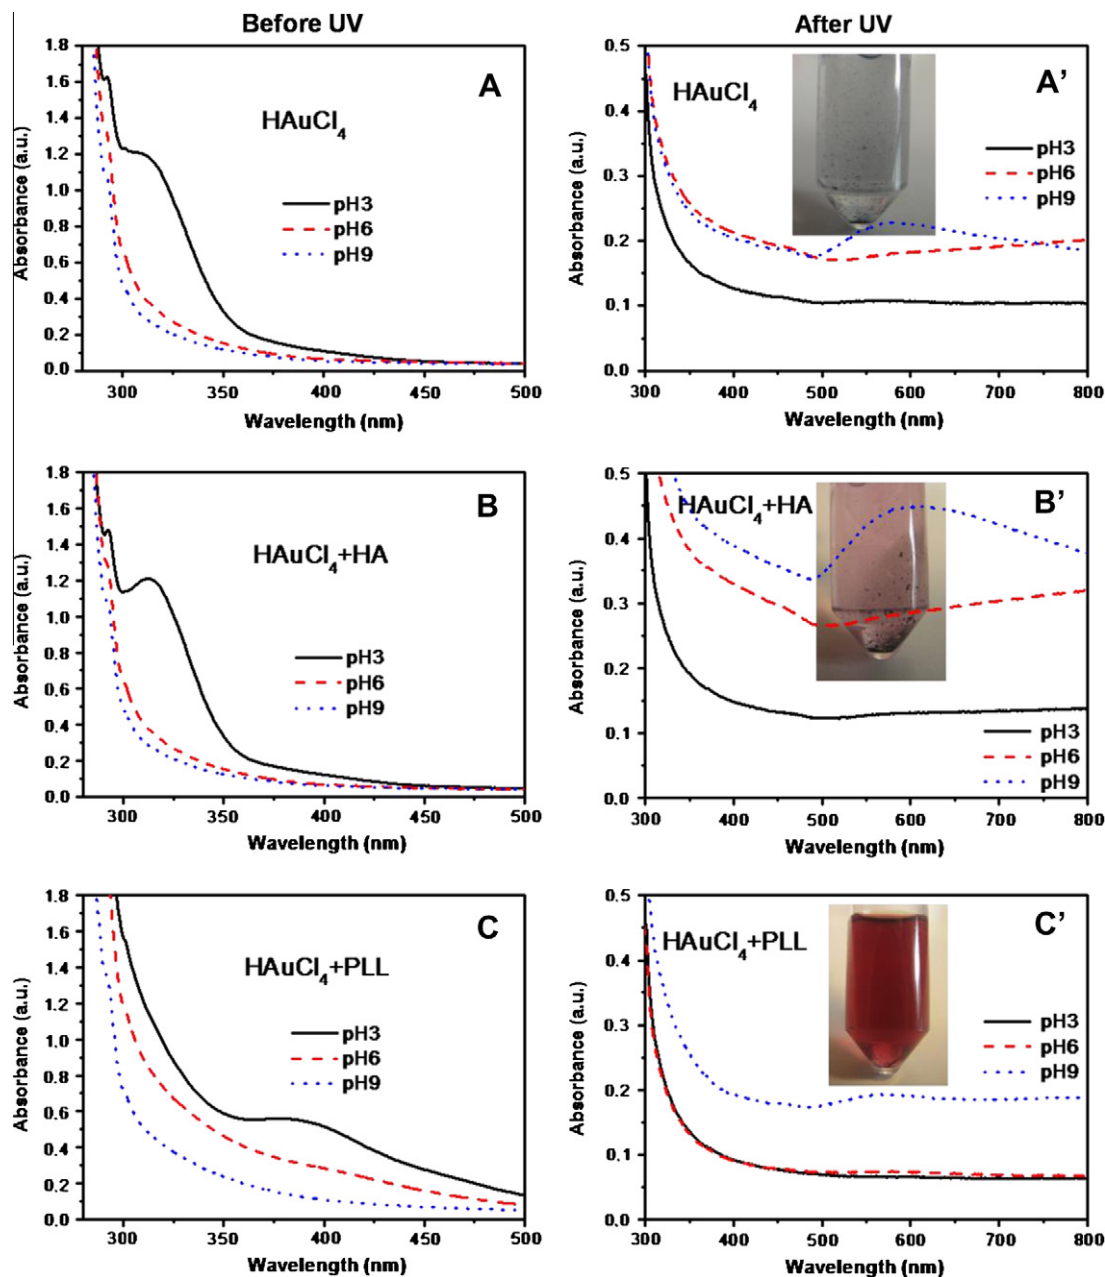 Before UV
After UV
1.8
1.6
1.4
1.2
1.0
0.8
0.6
0.4
0.2
0.0
Absorbance (a.u.)
A
HAuCl4
pH3
pH6
pH9
300
350
400
450
500
Wavelength (nm)
0.5
0.4
0.3
0.2
0.1
0.0
Absorbance (a.u.)
HAuCl4
A'
pH3
pH6
pH9
300
400
500
600
700
800
Wavelength (nm)
1.8
1.6
1.4
1.2
1.0
0.8
0.6
0.4
0.2
0.0
Absorbance (a.u.)
B
HAuCl4+HA
pH3
pH6
pH9
300
350
400
450
500
Wavelength (nm)
0.5
0.4
0.3
0.2
0.1
0.0
Absorbance (a.u.)
HAuCl4+HA
B'
pH3
pH6
pH9
300
400
500
600
700
800
Wavelength (nm)
1.8
1.6
1.4
1.2
1.0
0.8
0.6
0.4
0.2
0.0
Absorbance (a.u.)
C
HAuCl4+PLL
pH3
pH6
pH9
300
350
400
450
500
Wavelength (nm)
0.5
0.4
0.3
0.2
0.1
0.0
Absorbance (a.u.)
HAuCl4+PLL
C'
pH3
pH6
pH9
300
400
500
600
700
800
Wavelength (nm)